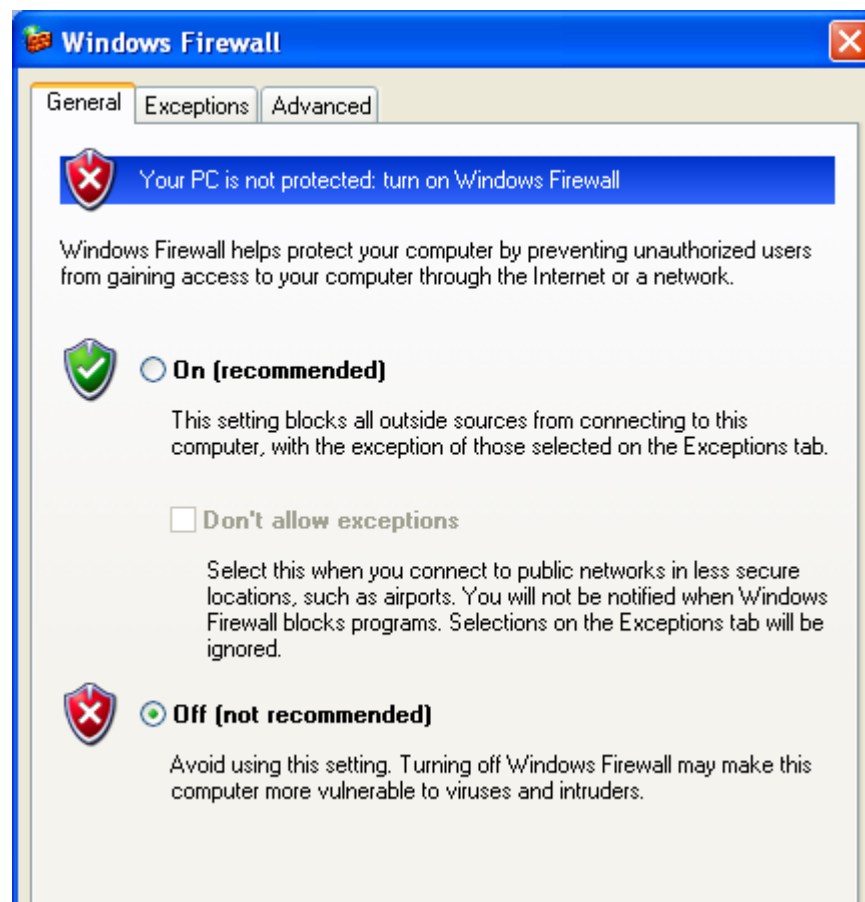 Windows Firewall
General Exceptions Advanced
Your PC is not protected: turn on Windows Firewall
Windows Firewall helps protect your computer by preventing unauthorized users
from gaining access to your computer through the Internet or a network.
On (recommended)
This setting blocks all outside sources from connecting to this
computer, with the exception of those selected on the Exceptions tab.
Don't allow exceptions
Select this when you connect to public networks in less secure
locations, such as airports. You will not be notified when Windows
Firewall blocks programs. Selections on the Exceptions tab will be
ignored.
Off (not recommended)
Avoid using this setting. Turning off Windows Firewall may make this
computer more vulnerable to viruses and intruders.